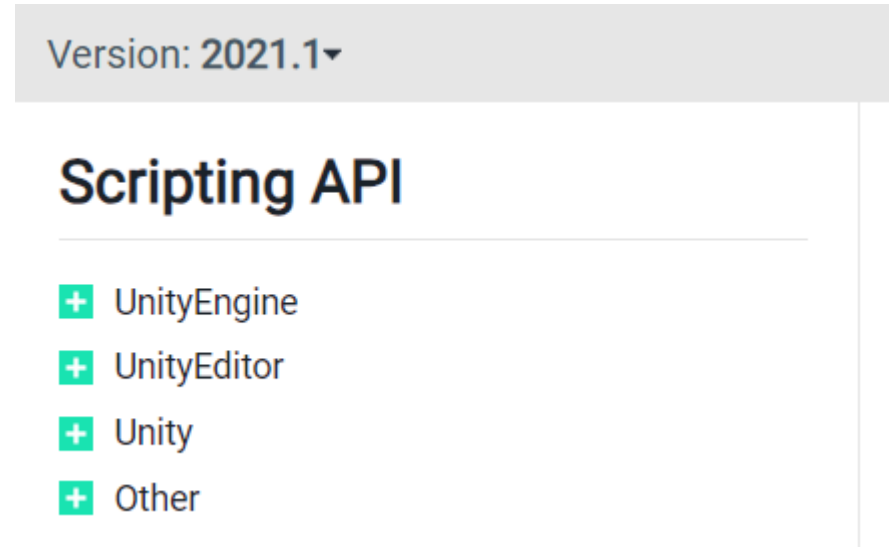 Version: 2021.1
Scripting API
UnityEngine
UnityEditor
Unity
Other